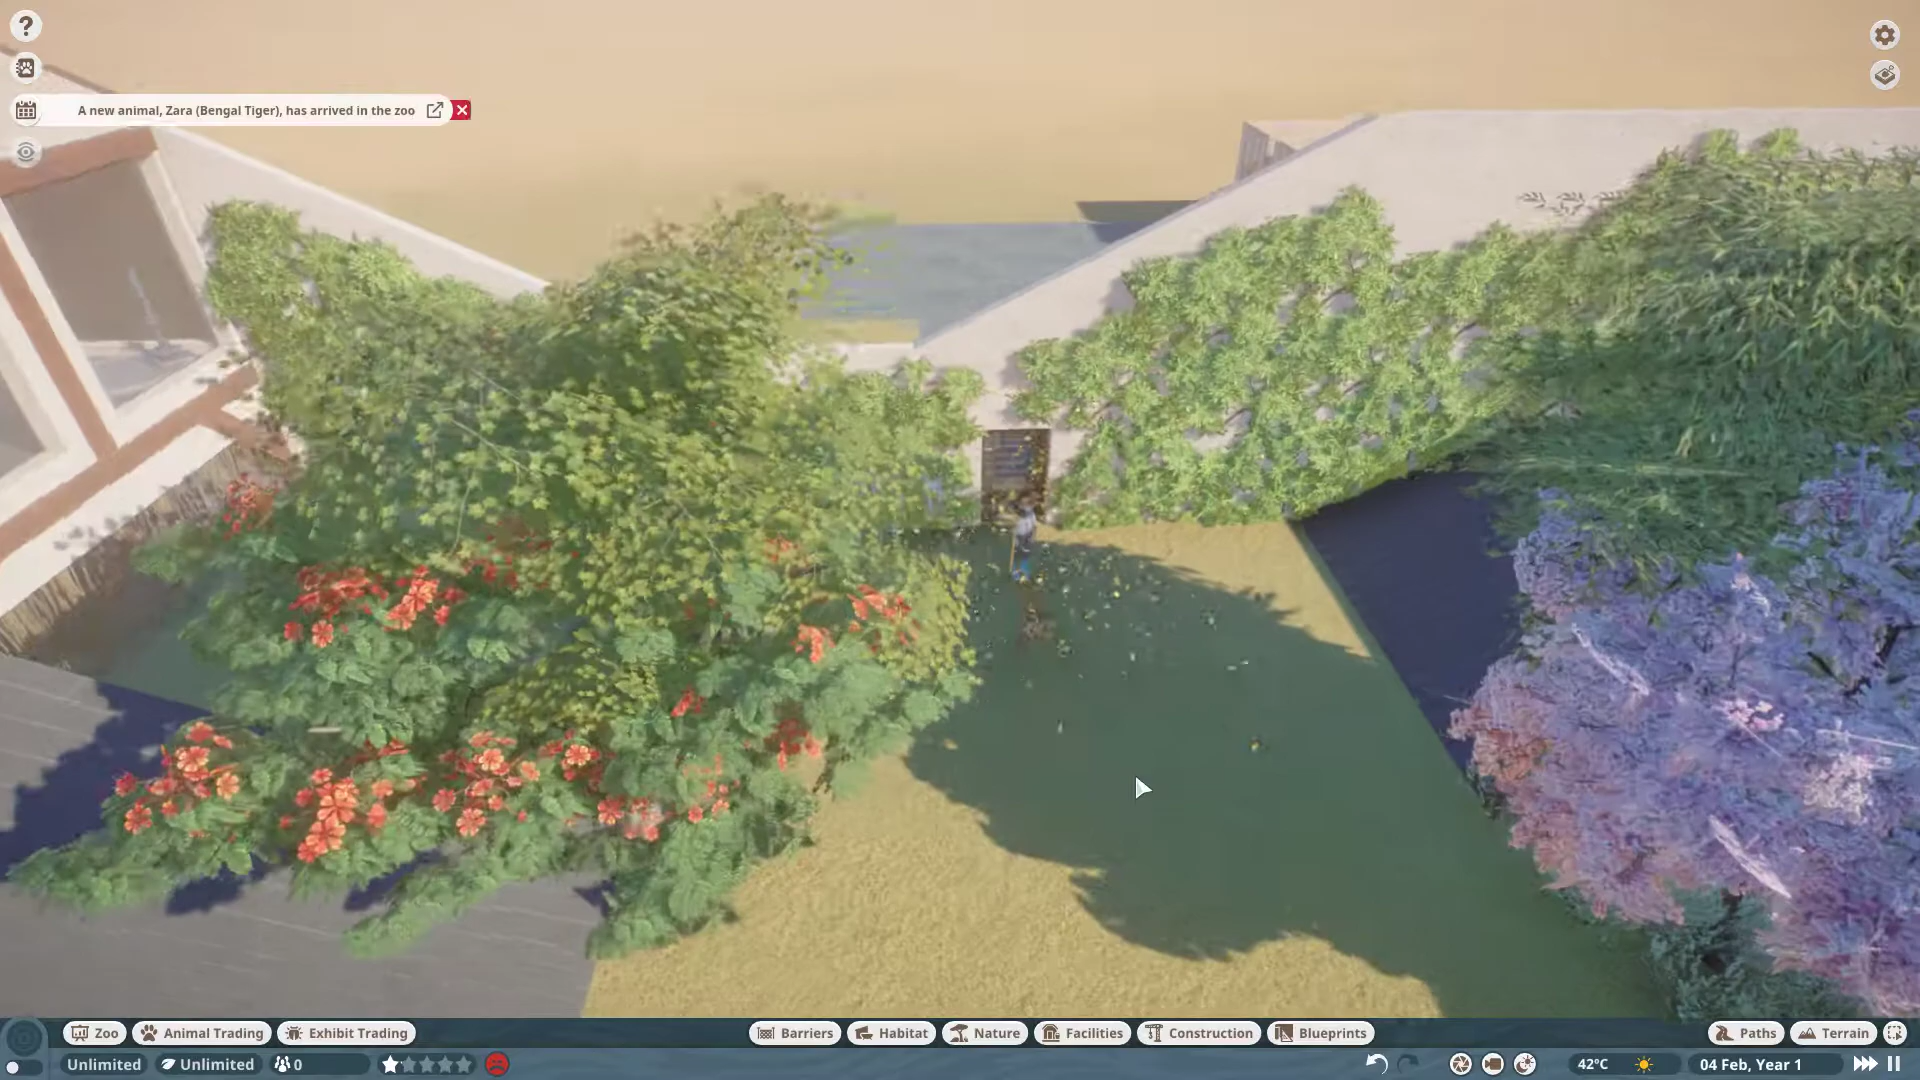 ?
A new animal, Zara (Bengal Tiger), has arrived in the zoo
Zoo
Animal Trading
Exhibit Trading
Barriers
Habitat
Nature
Facilities
Construction
Blueprints
Paths
Terrain
Unlimited
Unlimited
0
42°C
04 Feb, Year 1